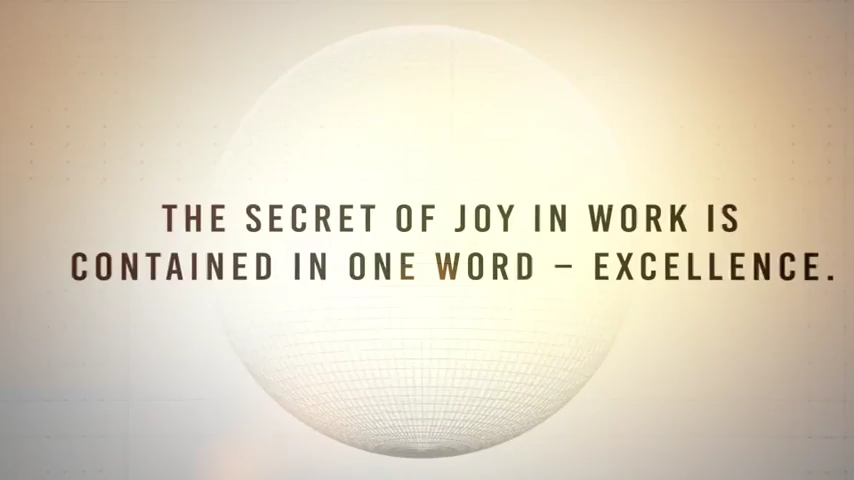 THE SECRET OF JOY IN WORK IS
CONTAINED IN ONE WORD – EXCELLENCE.